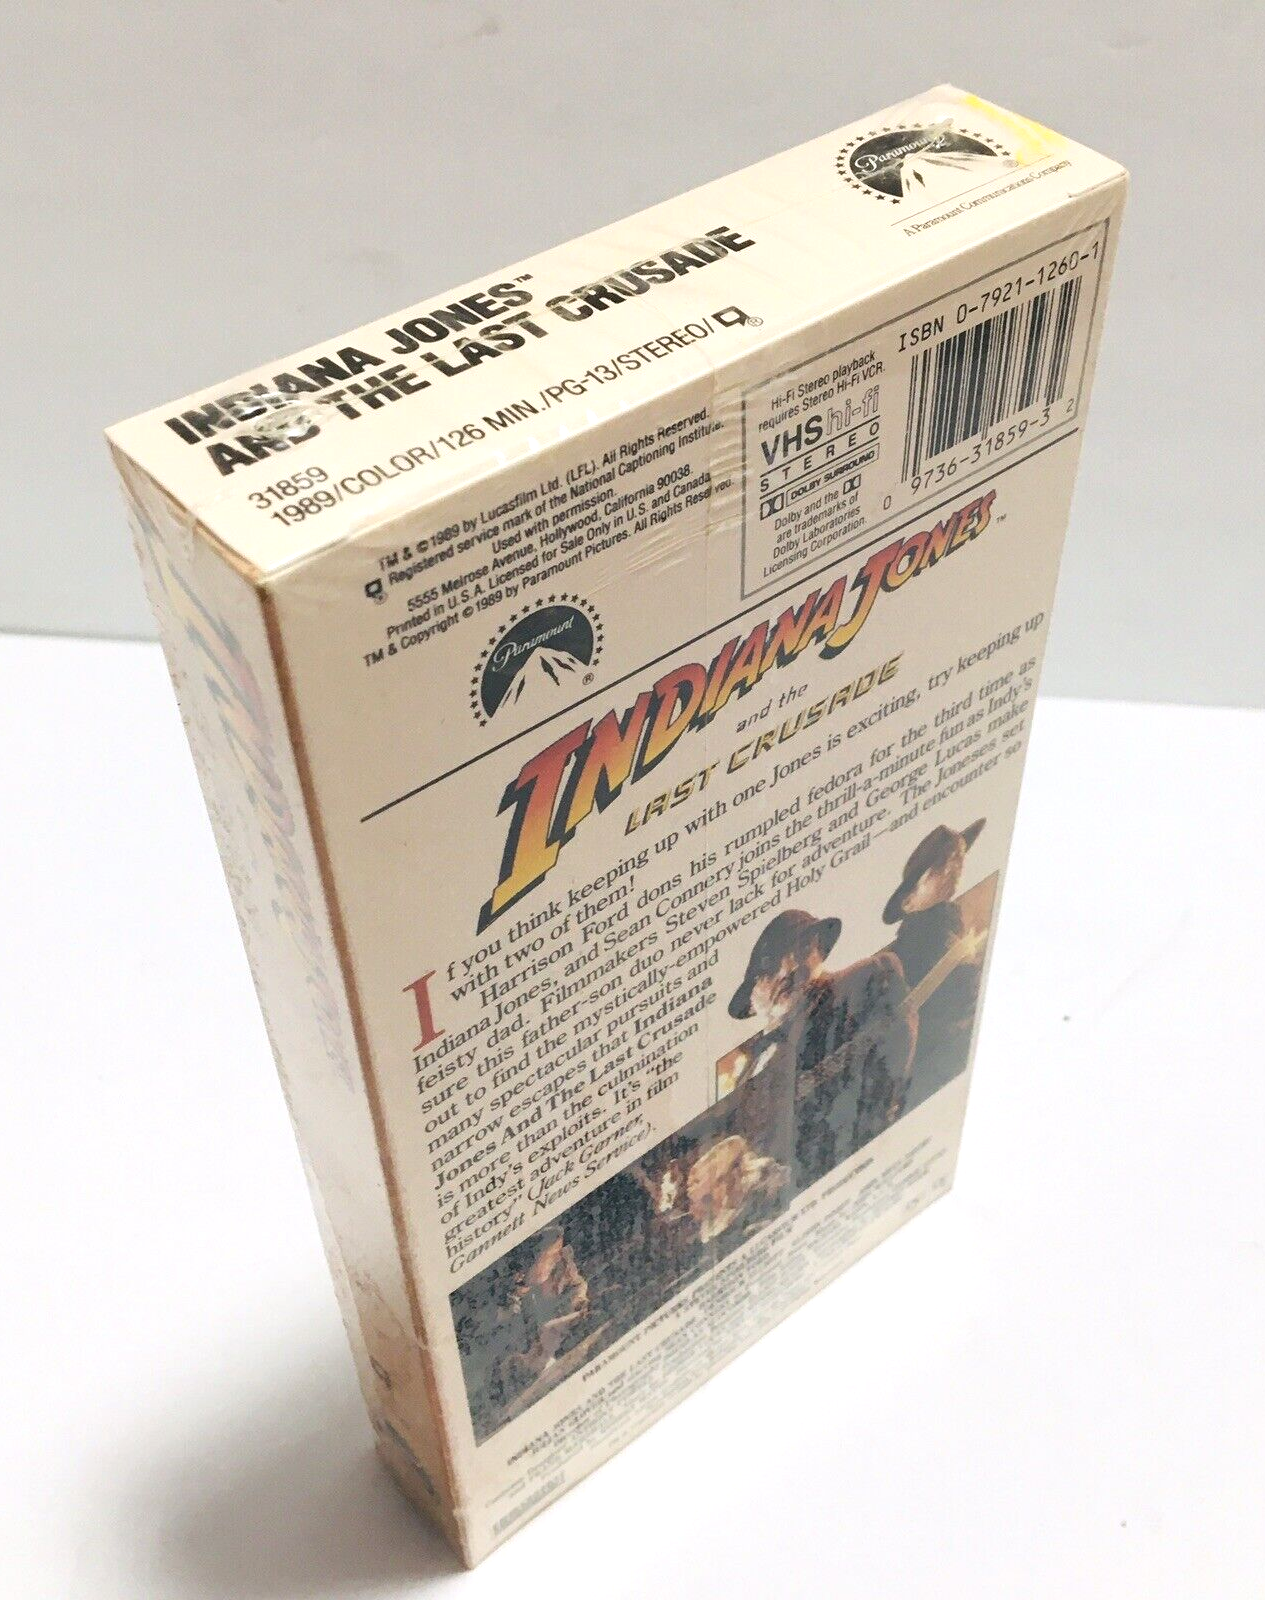 Paramount
®
A Paramount Communications Company
INDIANA JONES™
AND THE LAST CRUSADE
31859
1989/COLOR/126 MIN./PG-13/STEREO/ ®
TM & © 1989 by Lucasfilm Ltd. (LFL). All Rights Reserved.
® Registered service mark of the National Captioning Institute.
Used with permission.
5555 Melrose Avenue, Hollywood, California 90038.
Printed in U.S.A. Licensed for Sale Only in U.S. and Canada
TM & Copyright © 1989 by Paramount Pictures. All Rights Reserved.
Hi-Fi Stereo playback
requires Stereo Hi-Fi VCR.
VHS hi-fi
STEREO
DOLBY SURROUND
Dolby and the
are trademarks of
Dolby Laboratories
Licensing Corporation.
ISBN 0-7921-1260-1
0 9736-31859-3 2
Paramount
®
INDIANA JONES™
and the
LAST CRUSADE
If you think keeping up with one Jones is exciting, try keeping up
with two of them!
Harrison Ford dons his rumpled fedora for the third time as
Indiana Jones, and Sean Connery joins the thrill-a-minute fun as Indy's
feisty dad. Filmmakers Steven Spielberg and George Lucas make
sure this father-son duo never lack for adventure. The Joneses set
out to find the mystically-empowered Holy Grail—and encounter so
many spectacular pursuits and
narrow escapes that Indiana
Jones And The Last Crusade
is more than the culmination
of Indy's exploits. It's "the
greatest adventure in film
history" (Jack Garner,
Gannett News Service).